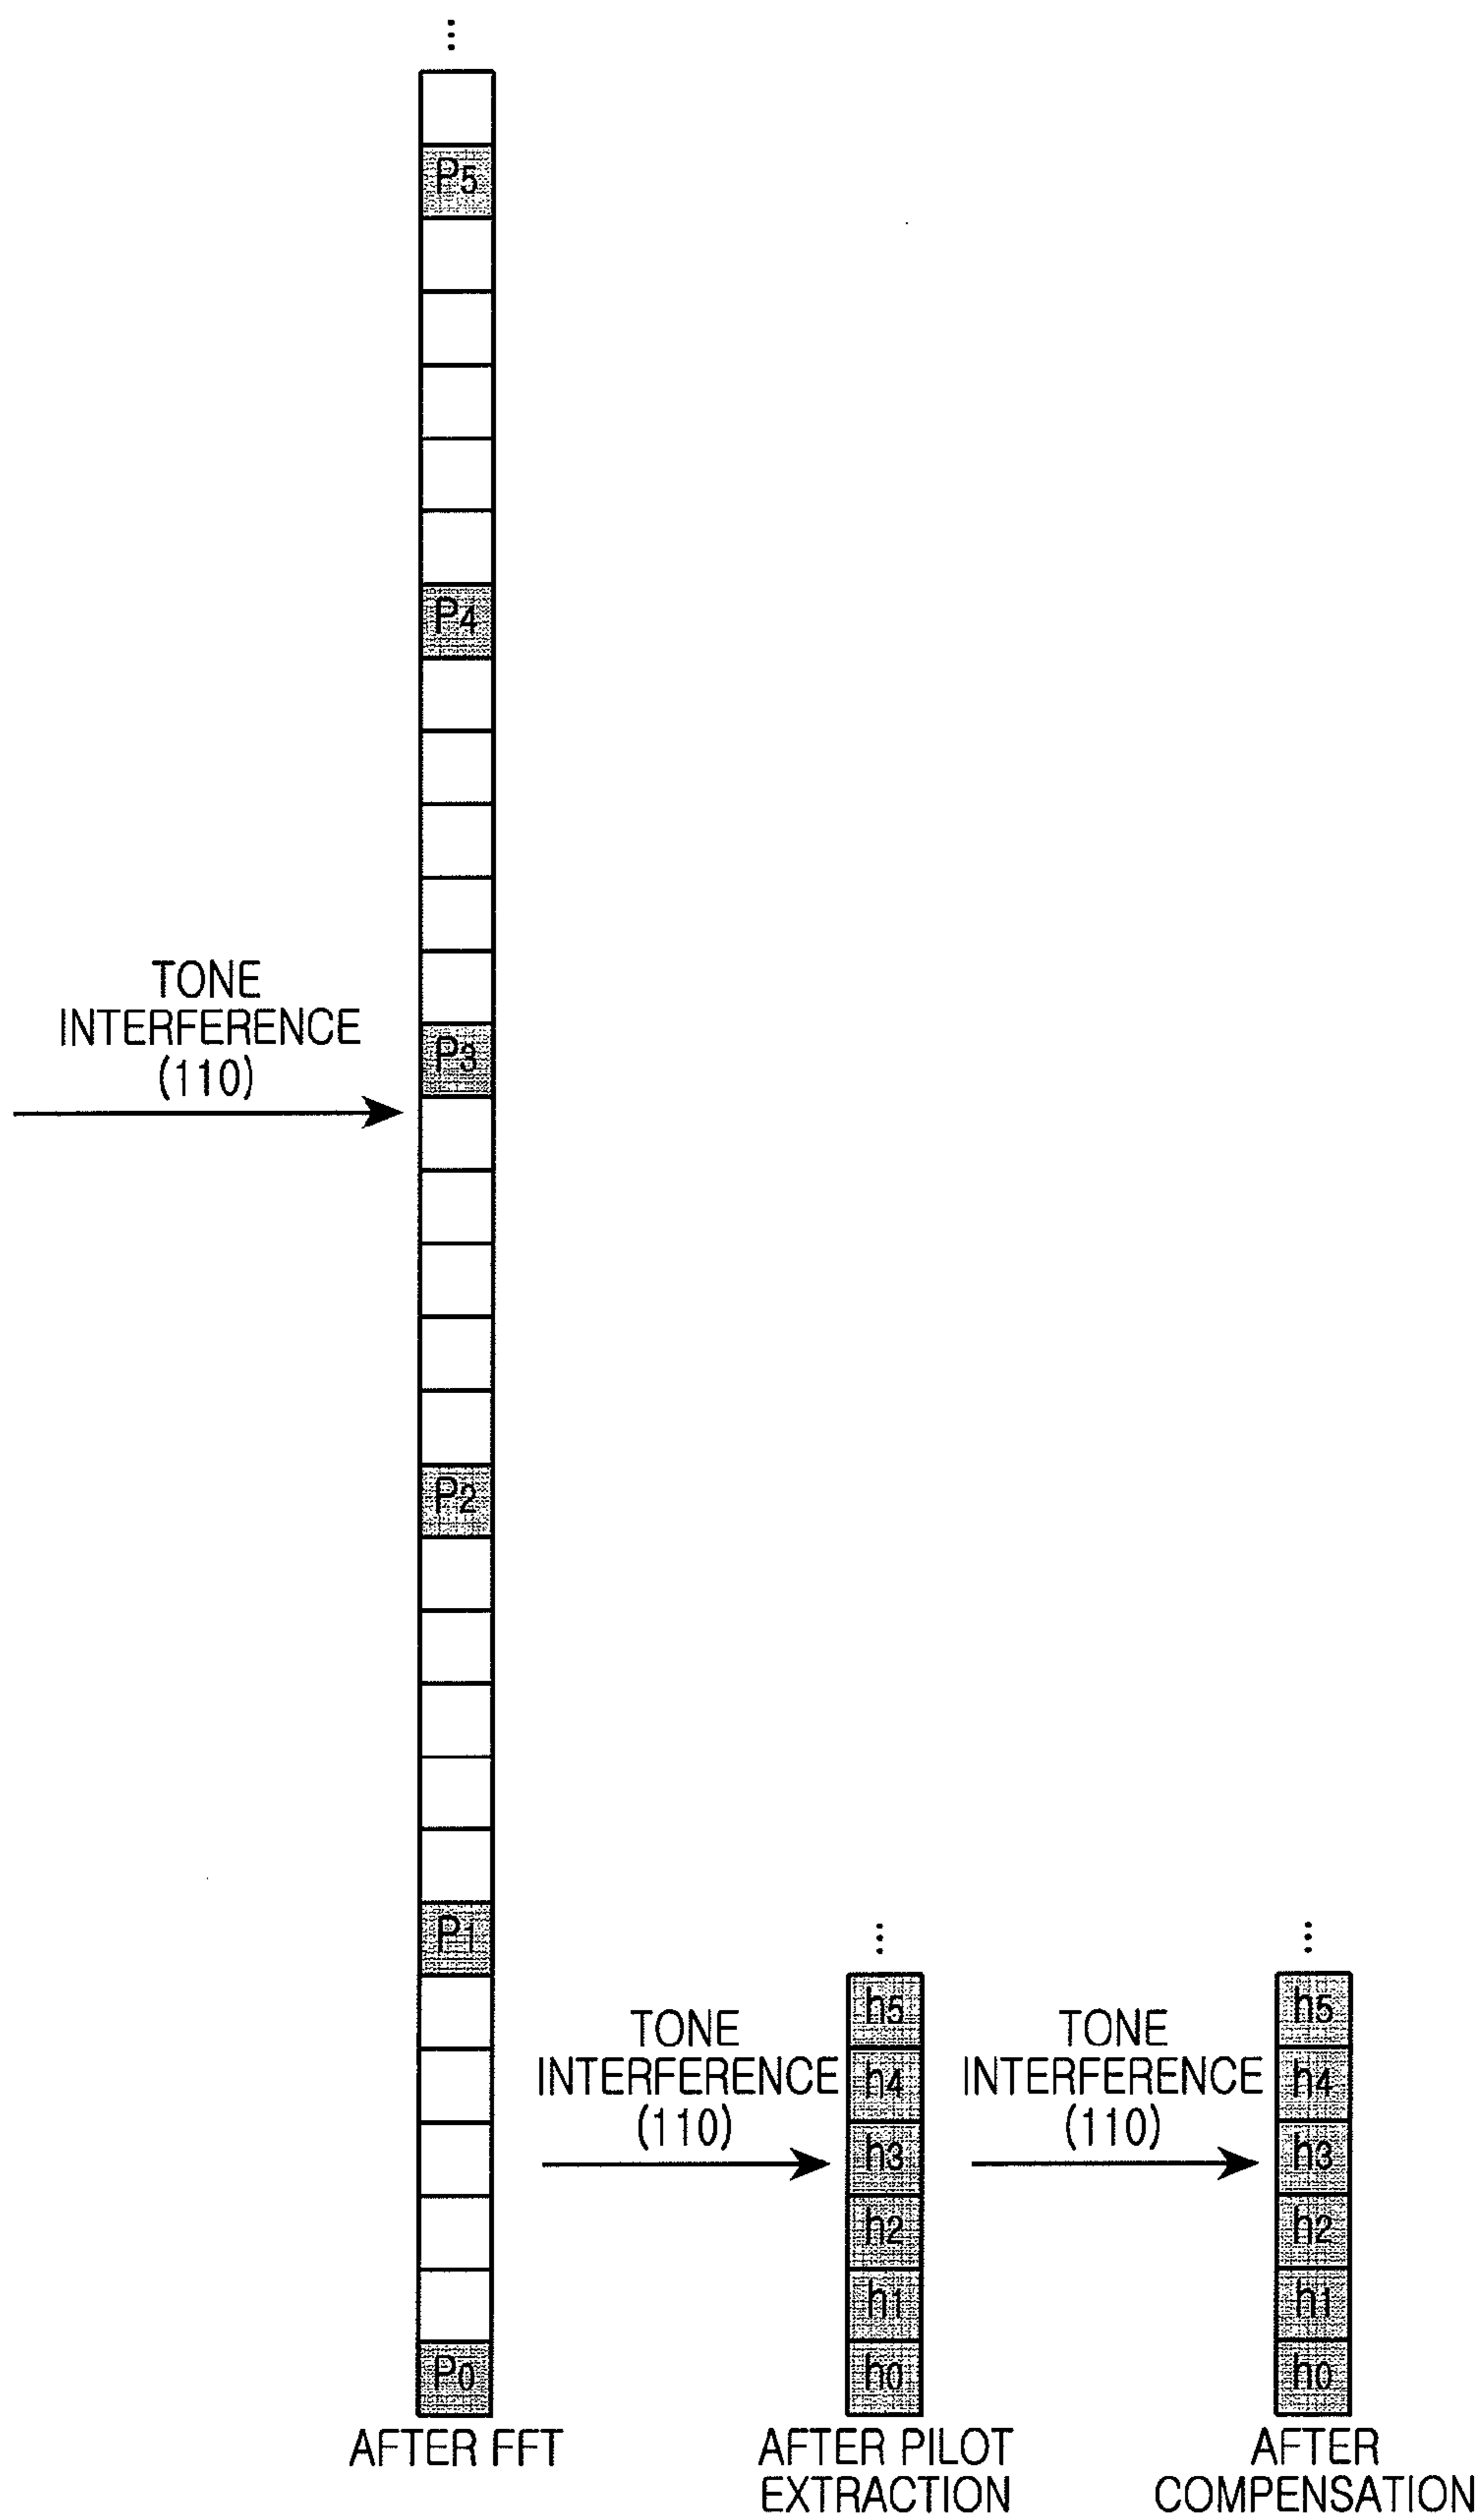 ⋮
P5
P4
TONE
INTERFERENCE
(110)
P3
P2
P1
P0
AFTER FFT
TONE
INTERFERENCE
(110)
⋮
h5
h4
h3
h2
h1
h0
AFTER PILOT
EXTRACTION
TONE
INTERFERENCE
(110)
⋮
h5
h4
h3
h2
h1
h0
AFTER
COMPENSATION